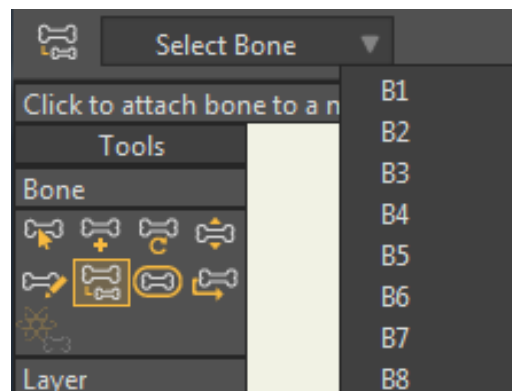 Select Bone
Click to attach bone to a
Tools
Bone
Layer
B1
B2
B3
B4
B5
B6
B7
B8